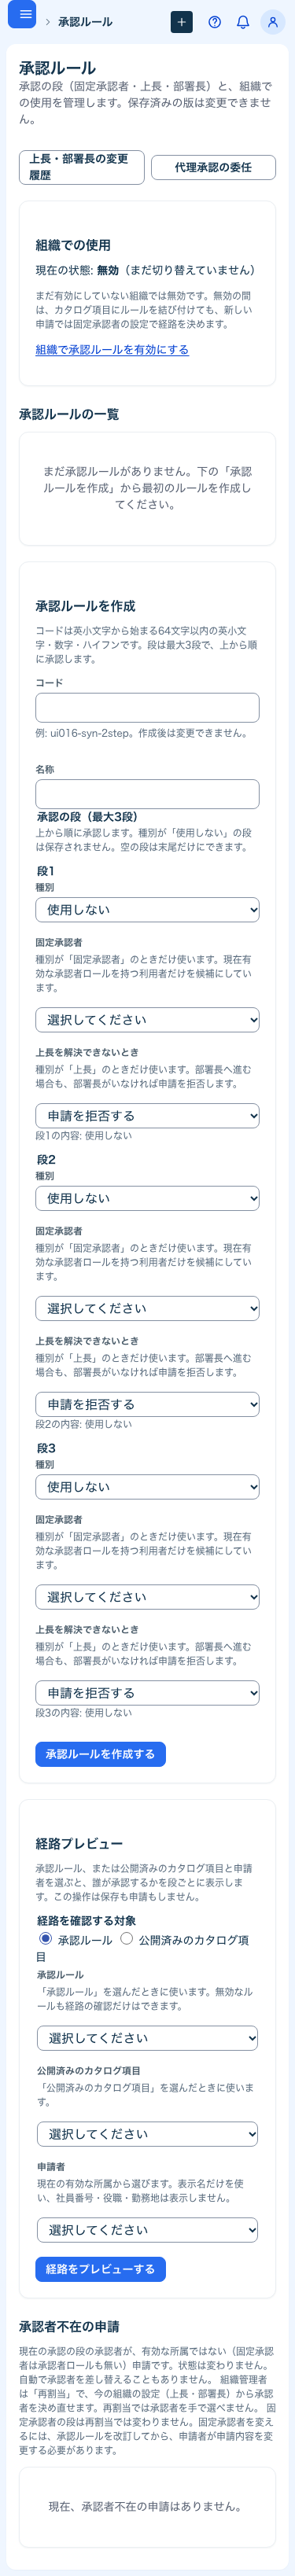 承認ルール
承認ルール
承認の段（固定承認者・上長・部署長）と、組織で
の使用を管理します。保存済みの版は変更できませ
ん。
上長・部署長の変更
履歴
代理承認の委任
組織での使用
現在の状態: 無効（まだ切り替えていません）
まだ有効にしていない組織では無効です。無効の間
は、カタログ項目にルールを結び付けても、新しい
申請では固定承認者の設定で経路を決めます。
組織で承認ルールを有効にする
承認ルールの一覧
まだ承認ルールがありません。下の「承認
ルールを作成」から最初のルールを作成し
てください。
承認ルールを作成
コードは英小文字から始まる64文字以内の英小文
字・数字・ハイフンです。段は最大3段で、上から順
に承認します。
コード
例: ui016-syn-2step。作成後は変更できません。
名称
承認の段（最大3段）
上から順に承認します。種別が「使用しない」の段
は保存されません。空の段は末尾だけにできます。
段1
種別
使用しない
固定承認者
種別が「固定承認者」のときだけ使います。現在有
効な承認者ロールを持つ利用者だけを候補にしてい
ます。
選択してください
上長を解決できないとき
種別が「上長」のときだけ使います。部署長へ進む
場合も、部署長がいなければ申請を拒否します。
申請を拒否する
段1の内容: 使用しない
段2
種別
使用しない
固定承認者
種別が「固定承認者」のときだけ使います。現在有
効な承認者ロールを持つ利用者だけを候補にしてい
ます。
選択してください
上長を解決できないとき
種別が「上長」のときだけ使います。部署長へ進む
場合も、部署長がいなければ申請を拒否します。
申請を拒否する
段2の内容: 使用しない
段3
種別
使用しない
固定承認者
種別が「固定承認者」のときだけ使います。現在有
効な承認者ロールを持つ利用者だけを候補にしてい
ます。
選択してください
上長を解決できないとき
種別が「上長」のときだけ使います。部署長へ進む
場合も、部署長がいなければ申請を拒否します。
申請を拒否する
段3の内容: 使用しない
承認ルールを作成する
経路プレビュー
承認ルール、または公開済みのカタログ項目と申請
者を選ぶと、誰が承認するかを段ごとに表示しま
す。この操作は保存も申請もしません。
経路を確認する対象
承認ルール 公開済みのカタログ項
目
承認ルール
「承認ルール」を選んだときに使います。無効なル
ールも経路の確認だけはできます。
選択してください
公開済みのカタログ項目
「公開済みのカタログ項目」を選んだときに使いま
す。
選択してください
申請者
現在の有効な所属から選びます。表示名だけを使
い、社員番号・役職・勤務地は表示しません。
選択してください
経路をプレビューする
承認者不在の申請
現在の承認の段の承認者が、有効な所属ではない（固定承認
者は承認者ロールも無い）申請です。状態は変わりません。
自動で承認者を差し替えることもありません。 組織管理者
は「再割当」で、今の組織の設定（上長・部署長）から承認
者を決め直せます。再割当では承認者を手で選べません。 固
定承認者の段は再割当では変わりません。固定承認者を変え
るには、承認ルールを改訂してから、申請者が申請内容を変
更する必要があります。
現在、承認者不在の申請はありません。